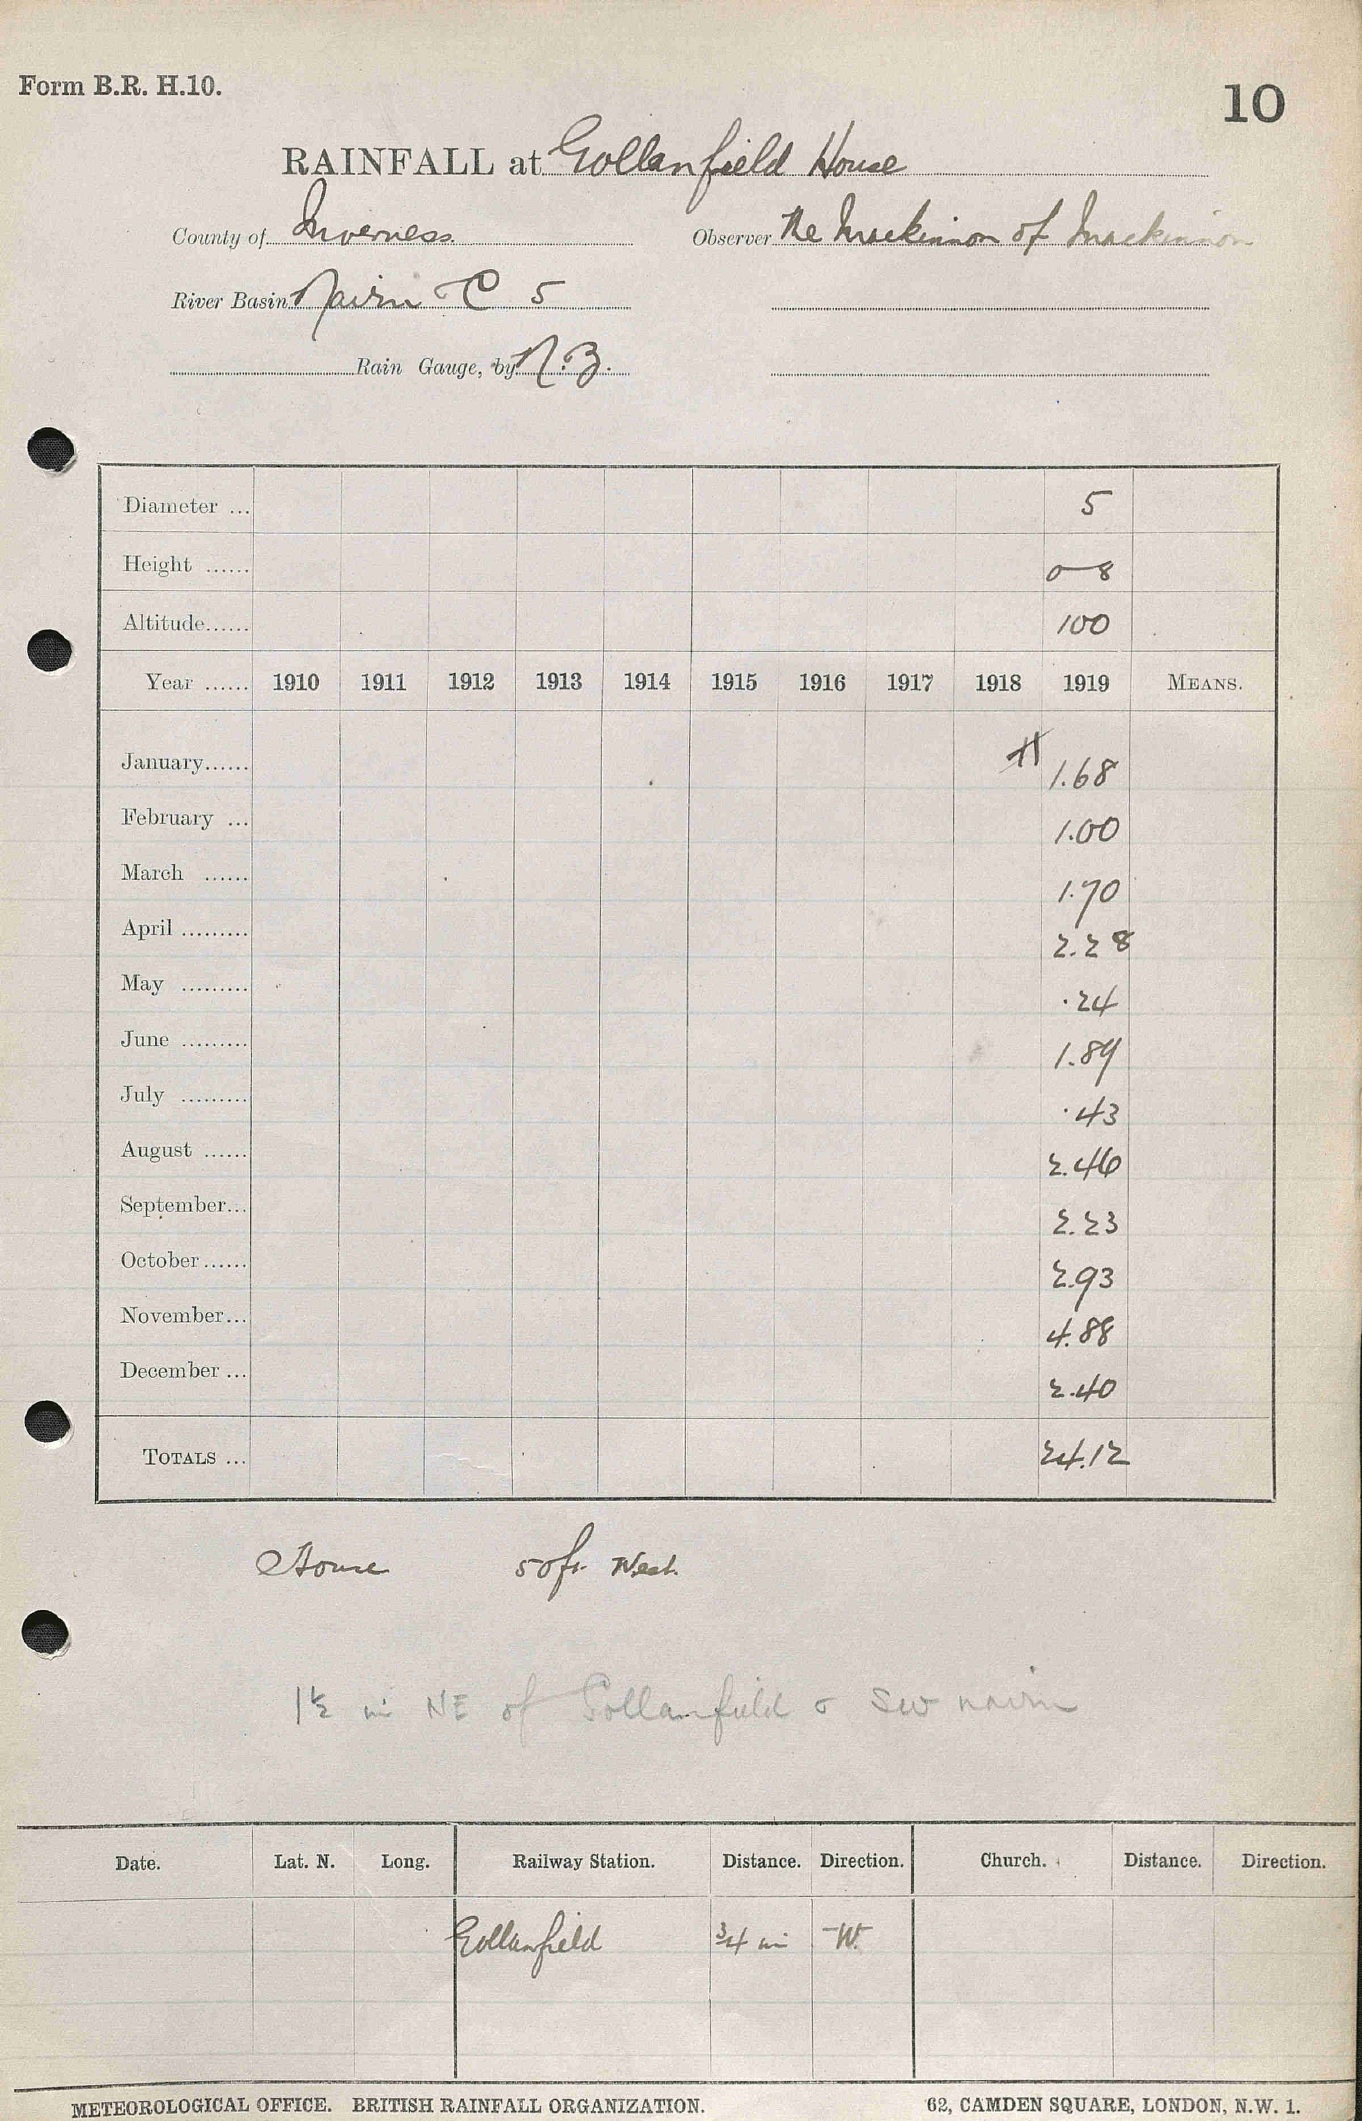 Form B.R. H.10.
10
RAINFALL at Gollanfield House
County of Inverness. Observer The Mackinnon of Mackinnon
River Basin Nairn C 5
Rain Gauge, by N.Z.
Diameter ... 5
Height ...... 0-8
Altitude...... 100
Year ...... 1910 1911 1912 1913 1914 1915 1916 1917 1918 1919 MEANS.
January...... 1.68
February ... 1.00
March ...... 1.70
April ......... 2.28
May ......... .24
June ......... 1.89
July ......... .43
August ...... 2.46
September... 2.23
October ...... 2.93
November... 4.88
December ... 2.40
TOTALS ... 24.12
House 50ft West.
1½ m NE of Gollanfield SW nairn
Date. Lat. N. Long. Railway Station. Distance. Direction. Church. Distance. Direction.
Gollanfield ¾ m W.
METEOROLOGICAL OFFICE. BRITISH RAINFALL ORGANIZATION. 62, CAMDEN SQUARE, LONDON, N.W. 1.